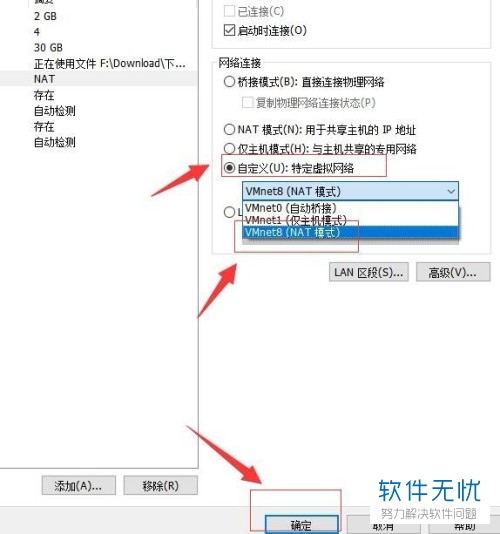 2 GB
4
30 GB
正在使用文件 F:\Download\下...
NAT
存在
自动检测
存在
自动检测
已连接(C)
启动时连接(O)
网络连接
桥接模式(B): 直接连接物理网络
复制物理网络连接状态(P)
NAT 模式(N): 用于共享主机的 IP 地址
仅主机模式(H): 与主机共享的专用网络
自定义(U): 特定虚拟网络
VMnet8 (NAT 模式)
VMnet0 (自动桥接)
VMnet1 (仅主机模式)
VMnet8 (NAT 模式)
LAN 区段(S)...
高级(V)...
添加(A)...
移除(R)
确定
取消
帮助
软件无忧
努力解决软件问题